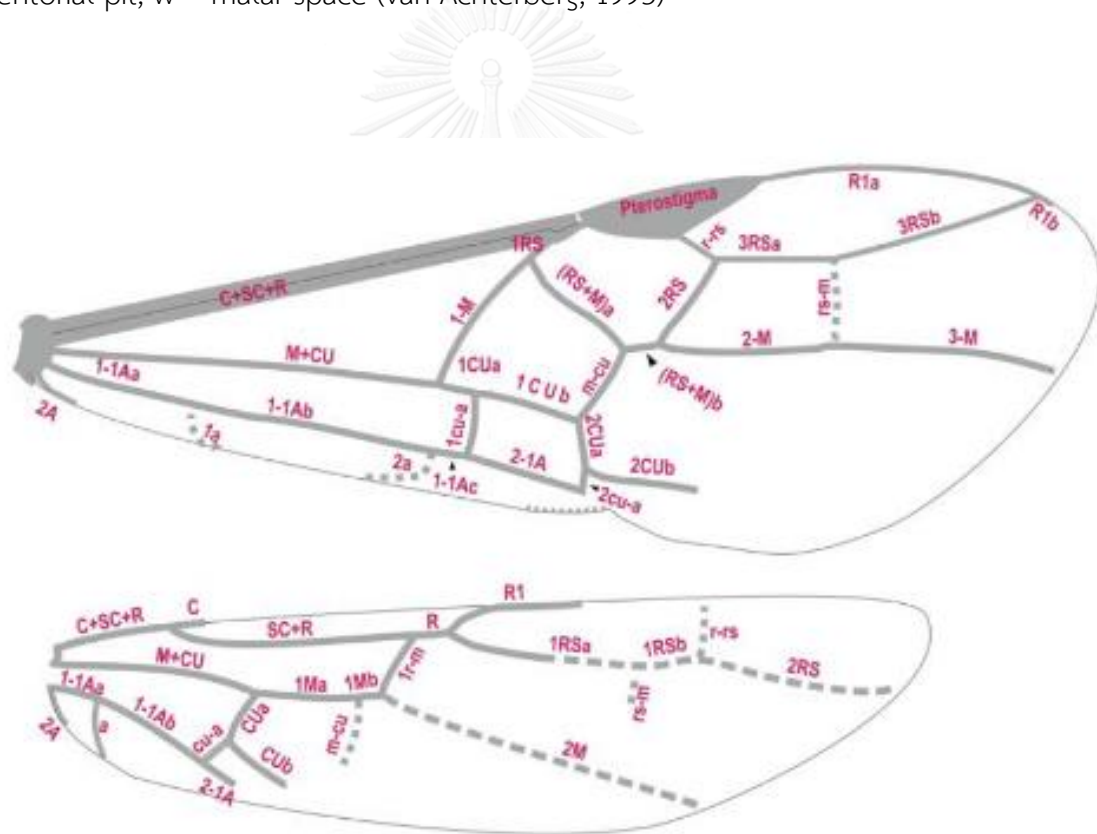 entorial pit, w = malar space (van Achterberg, 1993)
Pterostigma
R1a
R1b
1RS
r-rs
3RSa
3RSb
C+SC+R
(RS+M)a
2RS
rs-m
1-M
M+CU
1CUa
1CUb
m-cu
2-M
3-M
(RS+M)b
1-1Aa
2A
1-1Ab
1a
1cu-a
2CUa
2a
1-1Ac
2-1A
2CUb
2cu-a
C+SC+R
C
SC+R
R
R1
M+CU
1r-m
1RSa
1RSb
r-rs
2RS
1-1Aa
1Ma
1Mb
rs-m
2A
a
1-1Ab
cu-a
CUa
m-cu
CUb
2M
2-1A